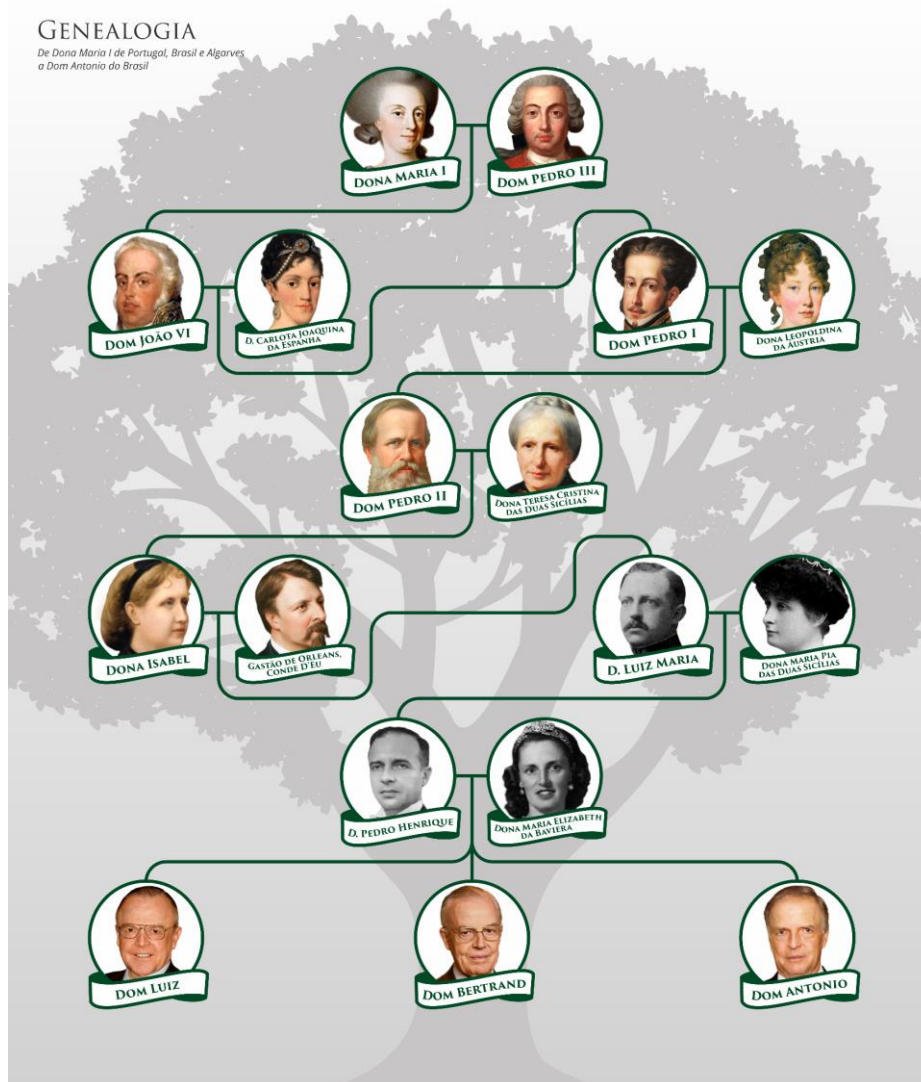 GENEALOGIA
De Dona Maria I de Portugal, Brasil e Algarves
a Dom Antonio do Brasil
DONA MARIA I
DOM PEDRO III
DOM JOÃO VI
D. CARLOTA JOAQUINA
DA ESPANHA
DOM PEDRO I
DONA LEOPOLDINA
DA ÁUSTRIA
DOM PEDRO II
DONA TERESA CRISTINA
DAS DUAS SICÍLIAS
DONA ISABEL
GASTÃO DE ORLEANS,
CONDE D'EU
D. LUIZ MARIA
DONA MARIA PIA
DAS DUAS SICÍLIAS
D. PEDRO HENRIQUE
DONA MARIA ELIZABETH
DA BAVIERA
DOM LUIZ
DOM BERTRAND
DOM ANTONIO